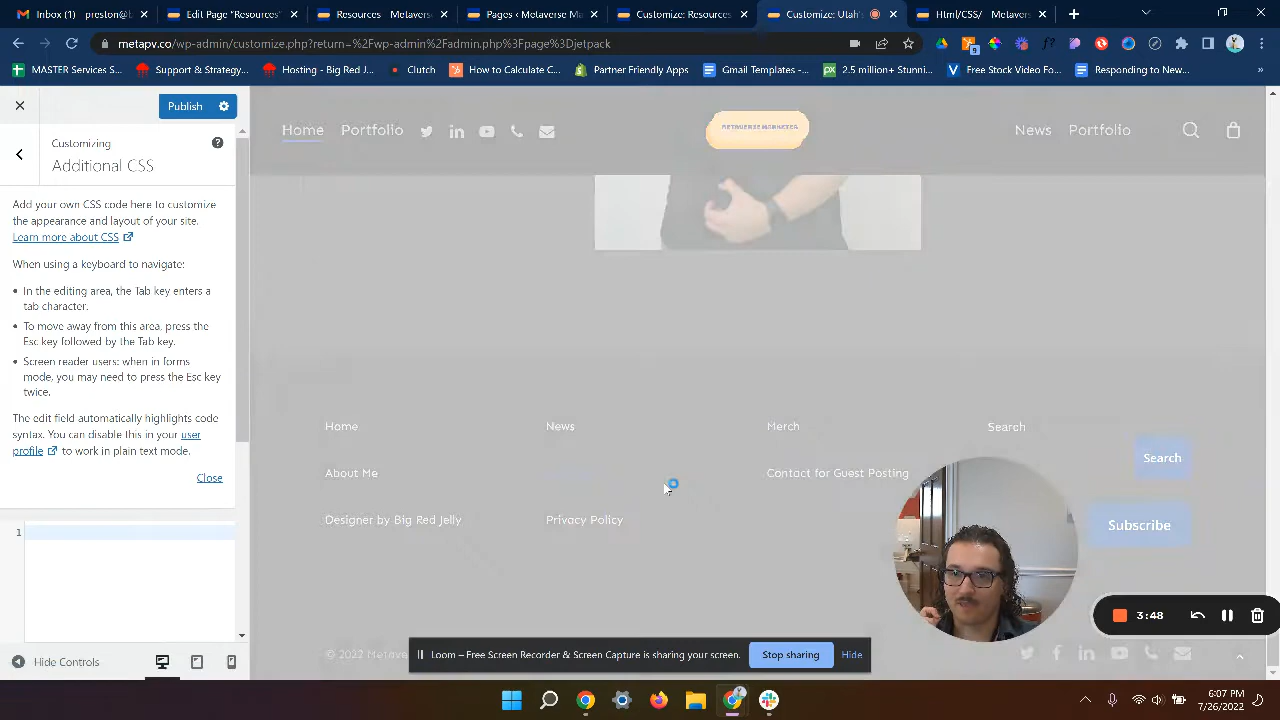 Inbox (1) - preston@b
Edit Page "Resources"
Resources - Metavers
Pages ‹ Metaverse Ma
Customize: Resources
Customize: Utah's
Html/CSS/ - Metavers
metapv.co/wp-admin/customize.php?return=%2Fwp-admin%2Fadmin.php%3Fpage%3Djetpack
MASTER Services S...
Support & Strategy...
Hosting - Big Red J...
Clutch
How to Calculate C...
Partner Friendly Apps
Gmail Templates -...
px 2.5 million+ Stunni...
Free Stock Video Fo...
Responding to New...
»
Publish
Customizing
Additional CSS
Add your own CSS code here to customize
the appearance and layout of your site.
Learn more about CSS
When using a keyboard to navigate:
• In the editing area, the Tab key enters a
tab character.
• To move away from this area, press the
Esc key followed by the Tab key.
• Screen reader users: when in forms
mode, you may need to press the Esc key
twice.
The edit field automatically highlights code
syntax. You can disable this in your user
profile to work in plain text mode.
Close
1
Hide Controls
Home Portfolio
METAVERSE MARKETER
News Portfolio
Home News Merch Search
Search
About Me Contact for Guest Posting
Designer by Big Red Jelly Privacy Policy
Subscribe
3:48
© 2022 Metave
Loom – Free Screen Recorder & Screen Capture is sharing your screen.
Stop sharing
Hide
6:07 PM
7/26/2022